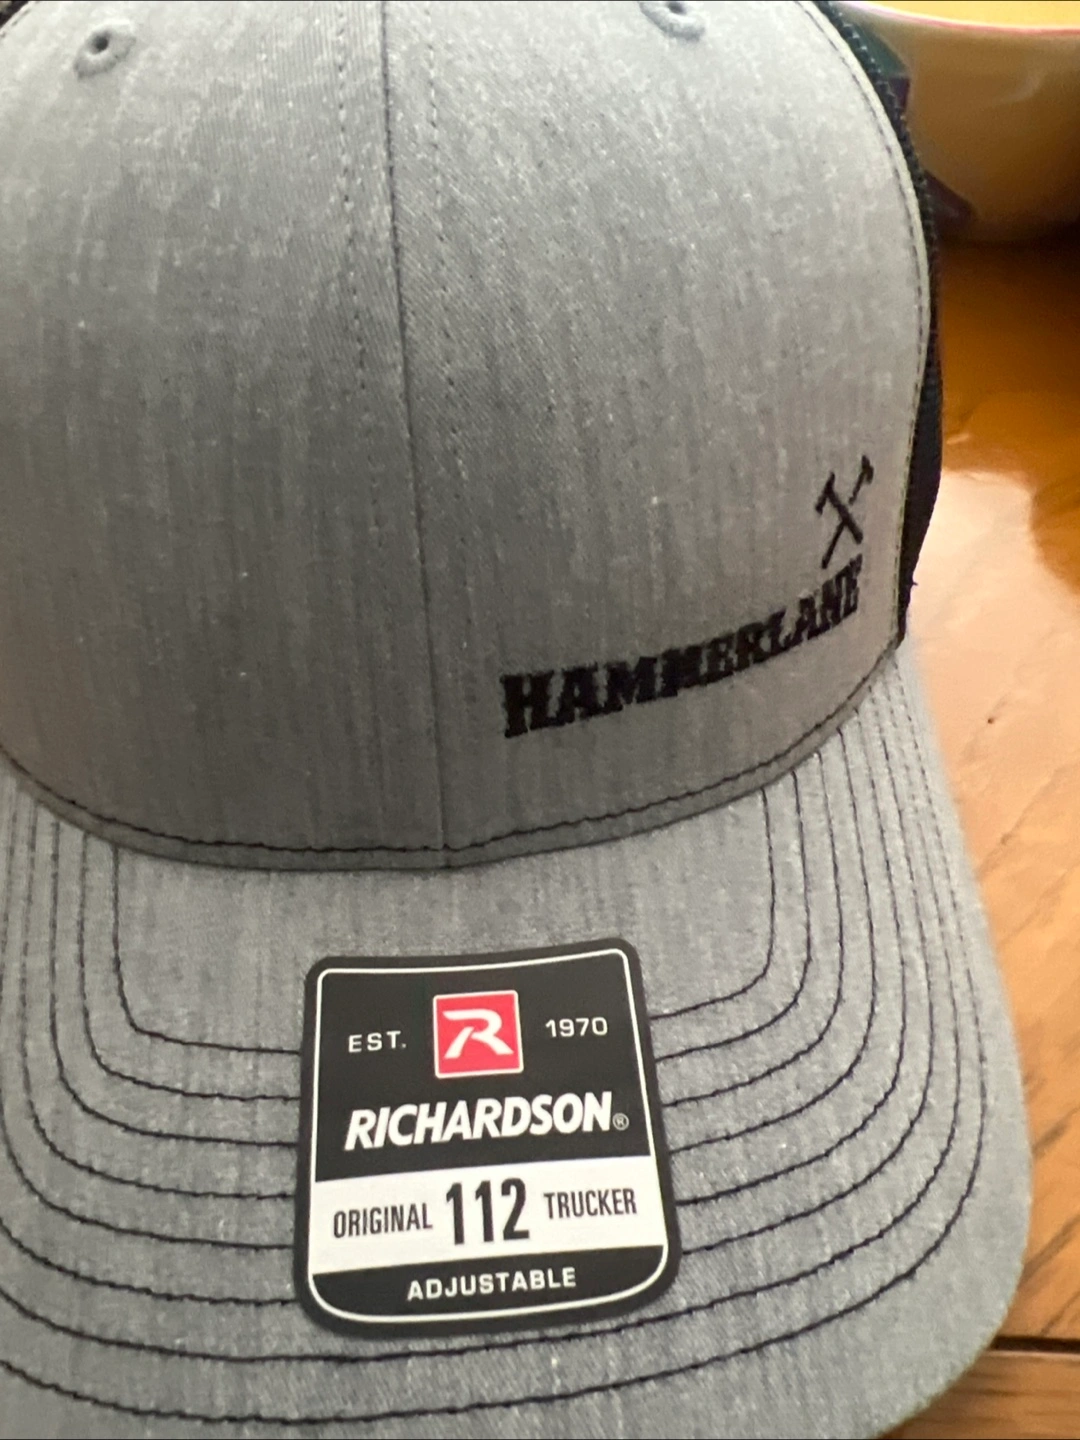 HAMMERLANE
EST. R 1970
RICHARDSON®
ORIGINAL 112 TRUCKER
ADJUSTABLE